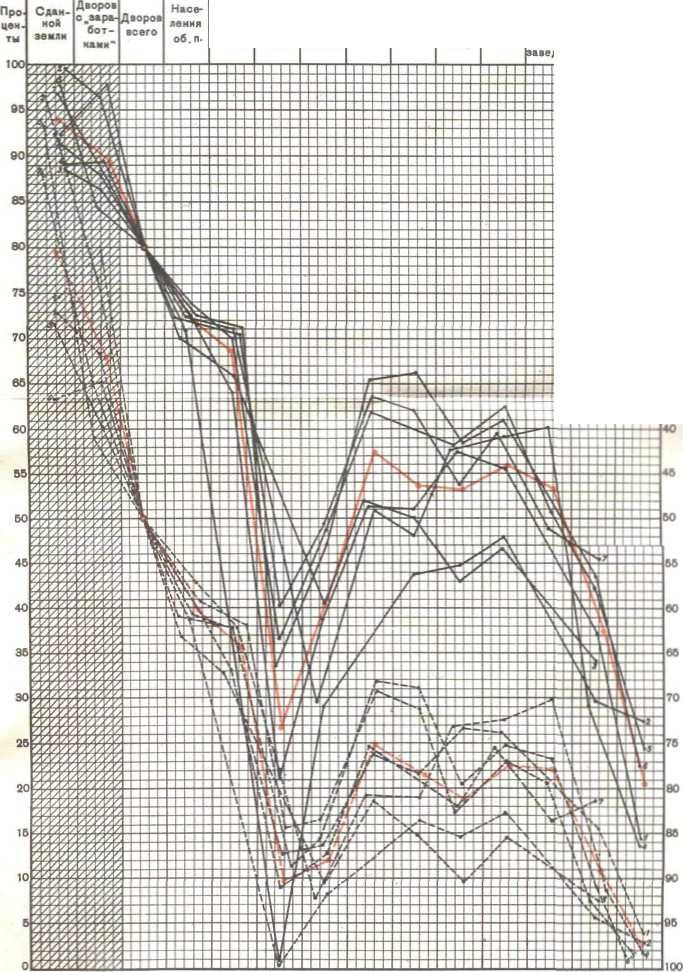 Про-
цен-
ты
Сдан-
ной
земли
Дворов
с „зара-
бот-
ками“
Дворов
всего
Насе-
ления
об. п.
завед
100
95
90
85
80
75
70
65
60
55
50
45
40
35
30
25
20
15
10
5
0
40
45
50
55
60
65
70
75
80
85
90
95
100